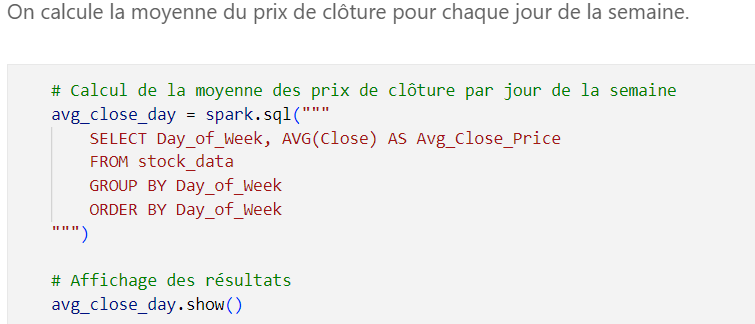 On calcule la moyenne du prix de clôture pour chaque jour de la semaine.
# Calcul de la moyenne des prix de clôture par jour de la semaine
avg_close_day = spark.sql("""
    SELECT Day_of_Week, AVG(Close) AS Avg_Close_Price
    FROM stock_data
    GROUP BY Day_of_Week
    ORDER BY Day_of_Week
""")
# Affichage des résultats
avg_close_day.show()